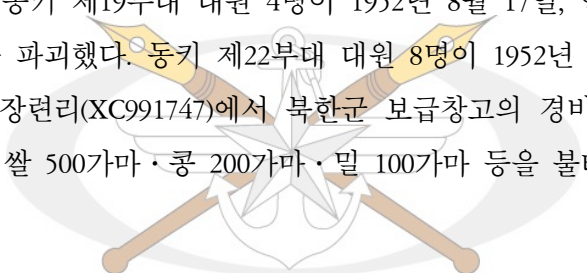 동키 제19부대 대원 4명이 1952년 8월 17일,
파괴했다. 동키 제22부대 대원 8명이 1952년
장련리(XC991747)에서 북한군 보급창고의 경비
쌀 500가마·콩 200가마·밀 100가마 등을 불